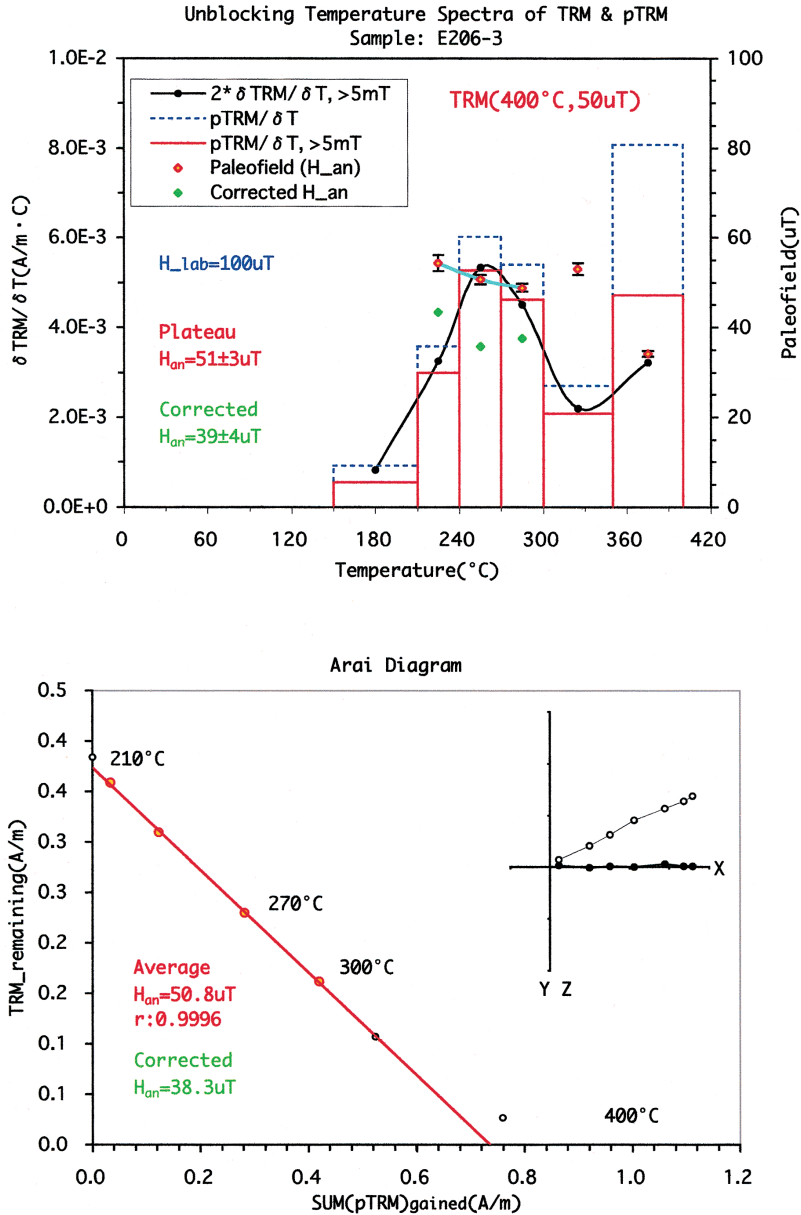 Unblocking Temperature Spectra of TRM & pTRM
Sample: E206-3
1.0E-2
8.0E-3
6.0E-3
4.0E-3
2.0E-3
0.0E+0
δTRM/δT(A/m・C)
2*δTRM/δT, >5mT
pTRM/δT
pTRM/δT, >5mT
Paleofield (H_an)
Corrected H_an
TRM(400°C,50uT)
H_lab=100uT
Plateau
Han=51±3uT
Corrected
Han=39±4uT
100
80
60
40
20
0
Paleofield(uT)
0 60 120 180 240 300 360 420
Temperature(°C)
Arai Diagram
0.5
0.4
0.4
0.3
0.3
0.2
0.2
0.1
0.1
0.0
TRM_remaining(A/m)
210°C
270°C
300°C
400°C
Average
Han=50.8uT
r:0.9996
Corrected
Han=38.3uT
X
Y Z
0.0 0.2 0.4 0.6 0.8 1.0 1.2
SUM(pTRM)gained(A/m)